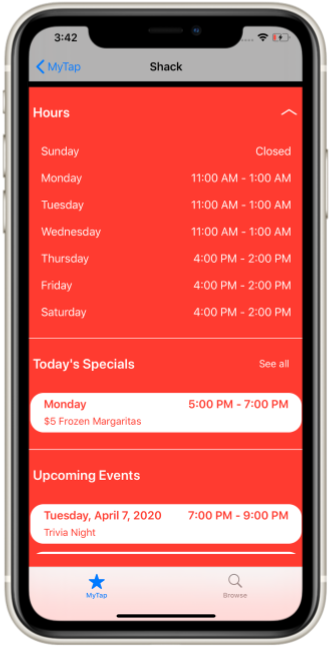 3:42
MyTap
Shack
Hours
Sunday Closed
Monday 11:00 AM - 1:00 AM
Tuesday 11:00 AM - 1:00 AM
Wednesday 11:00 AM - 1:00 AM
Thursday 4:00 PM - 2:00 PM
Friday 4:00 PM - 2:00 PM
Saturday 4:00 PM - 2:00 PM
Today's Specials See all
Monday 5:00 PM - 7:00 PM
$5 Frozen Margaritas
Upcoming Events
Tuesday, April 7, 2020 7:00 PM - 9:00 PM
Trivia Night
MyTap Browse